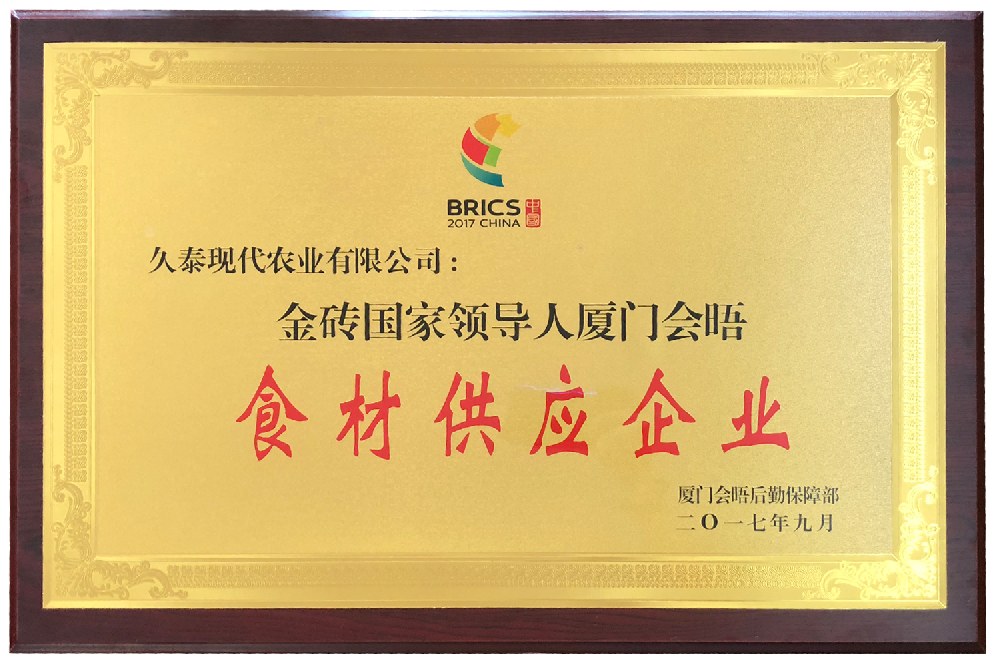 BRICS
2017 CHINA 中国
久泰现代农业有限公司：
金砖国家领导人厦门会晤
食材供应企业
厦门会晤后勤保障部
二〇一七年九月